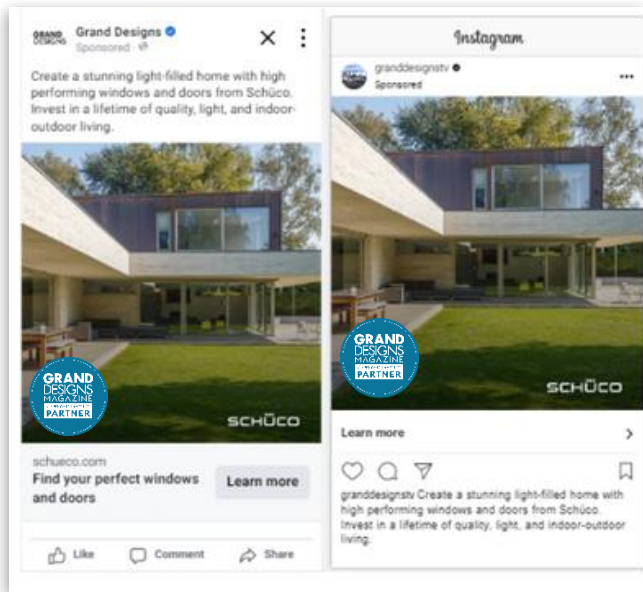 GRAND
DESIGNS
Grand Designs
Sponsored
Create a stunning light-filled home with high
performing windows and doors from Schüco.
Invest in a lifetime of quality, light, and indoor-
outdoor living.
GRAND
DESIGNS
MAGAZINE
PARTNER
SCHÜCO
schueco.com
Find your perfect windows
and doors
Learn more
Like
Comment
Share
Instagram
granddesignstv
Sponsored
GRAND
DESIGNS
MAGAZINE
PARTNER
SCHÜCO
Learn more
granddesignstv Create a stunning light-filled home with
high performing windows and doors from Schüco.
Invest in a lifetime of quality, light, and indoor-outdoor
living.